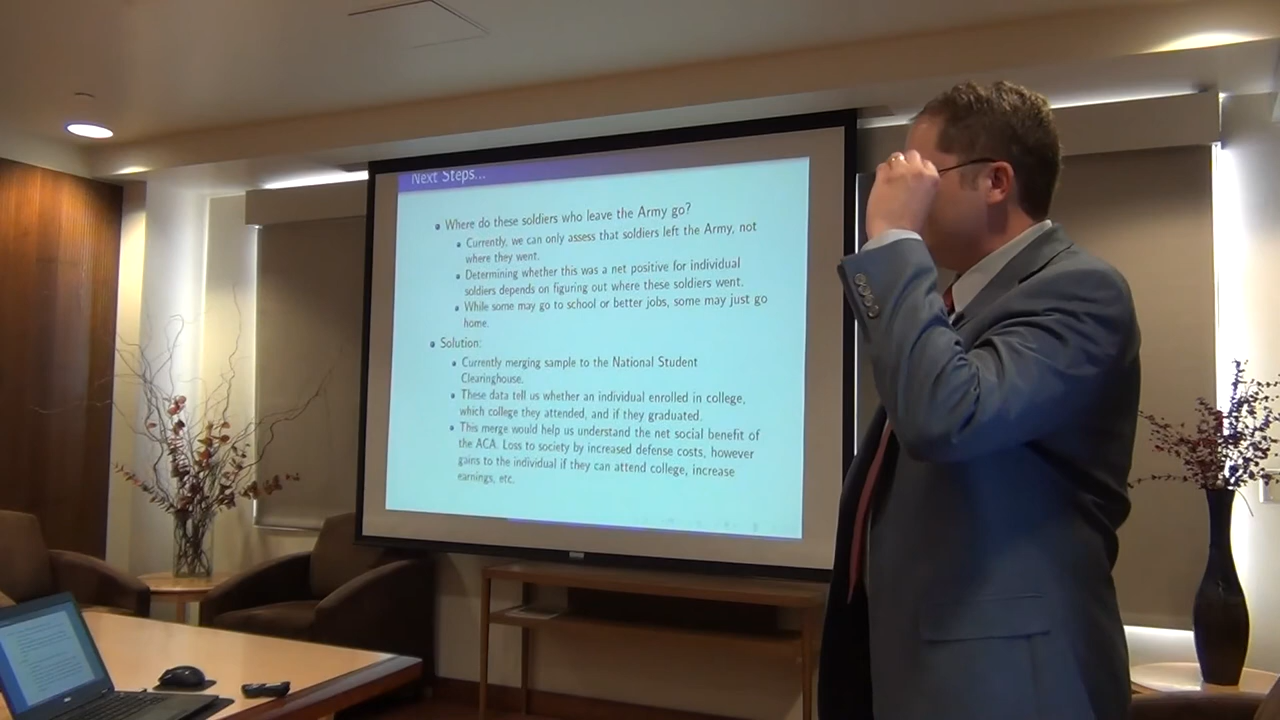 Next Steps...
Where do these soldiers who leave the Army go?
Currently, we can only assess that soldiers left the Army, not
where they went.
Determining whether this was a net positive for individual
soldiers depends on figuring out where these soldiers went.
While some may go to school or better jobs, some may just go
home.
Solution:
Currently merging sample to the National Student
Clearinghouse.
These data tell us whether an individual enrolled in college,
which college they attended, and if they graduated.
This merge would help us understand the net social benefit of
the ACA. Loss to society by increased defense costs, however
gains to the individual if they can attend college, increase
earnings, etc.